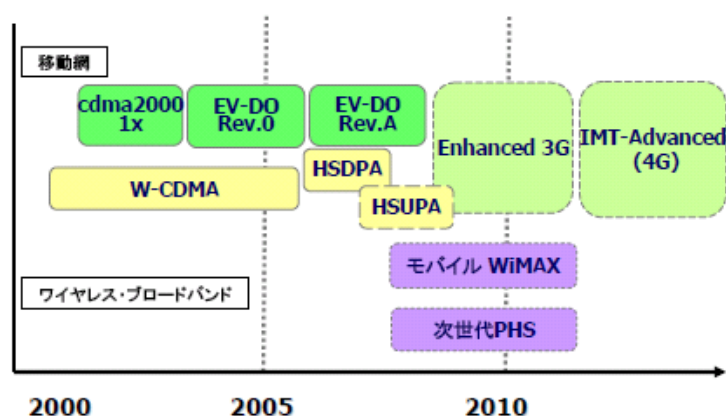 移動網
cdma2000
1x
EV-DO
Rev.0
EV-DO
Rev.A
Enhanced 3G
IMT-Advanced
(4G)
W-CDMA
HSDPA
HSUPA
モバイル WiMAX
ワイヤレス・ブロードバンド
次世代PHS
2000
2005
2010